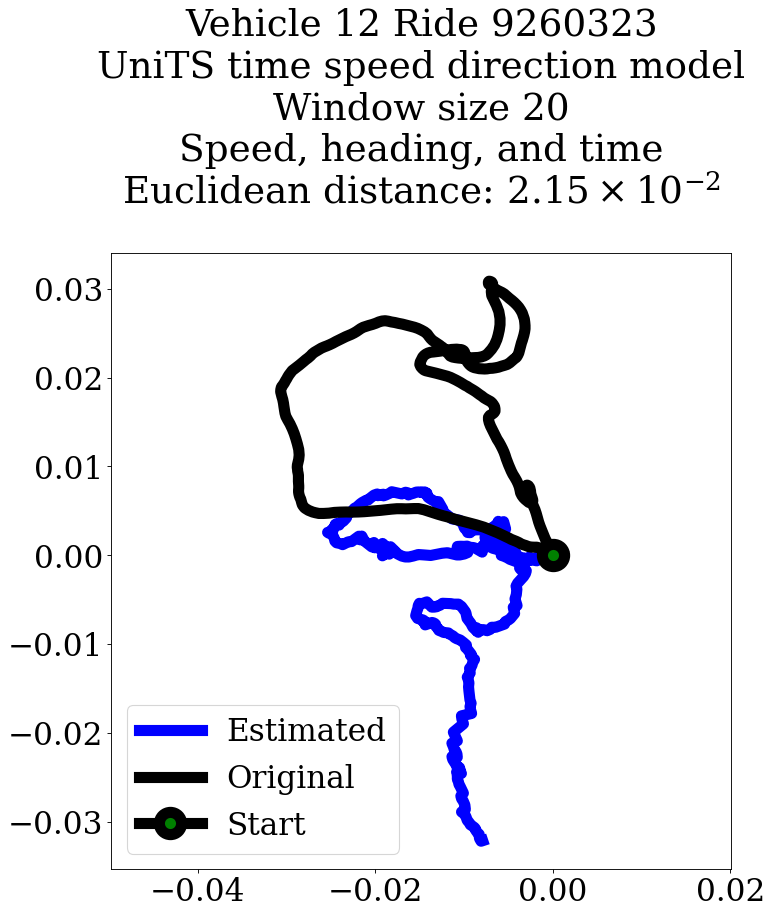 Vehicle 12 Ride 9260323
UniTS time speed direction model
Window size 20
Speed, heading, and time
Euclidean distance: 2.15 × 10⁻²
0.03
0.02
0.01
0.00
−0.01
−0.02
−0.03
Estimated
Original
Start
−0.04
−0.02
0.00
0.02